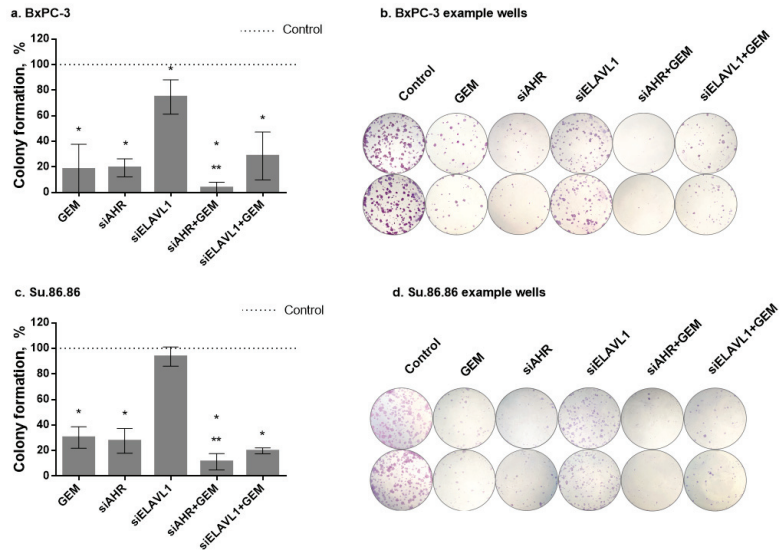 a. BxPC-3
Control
Colony formation, %
120
100
80
60
40
20
0
*
*
*
*
**
*
GEM
siAHR
siELAVL1
siAHR+GEM
siELAVL1+GEM
b. BxPC-3 example wells
Control
GEM
siAHR
siELAVL1
siAHR+GEM
siELAVL1+GEM
c. Su.86.86
Control
Colony formation, %
120
100
80
60
40
20
0
*
*
*
**
*
GEM
siAHR
siELAVL1
siAHR+GEM
siELAVL1+GEM
d. Su.86.86 example wells
Control
GEM
siAHR
siELAVL1
siAHR+GEM
siELAVL1+GEM